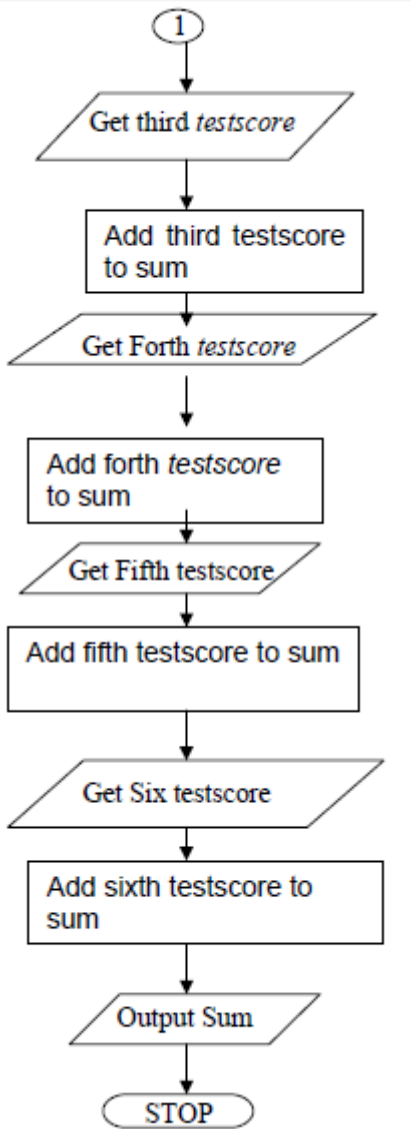 1
Get third testscore
Add third testscore
to sum
Get Forth testscore
Add forth testscore
to sum
Get Fifth testscore
Add fifth testscore to sum
Get Six testscore
Add sixth testscore to
sum
Output Sum
STOP